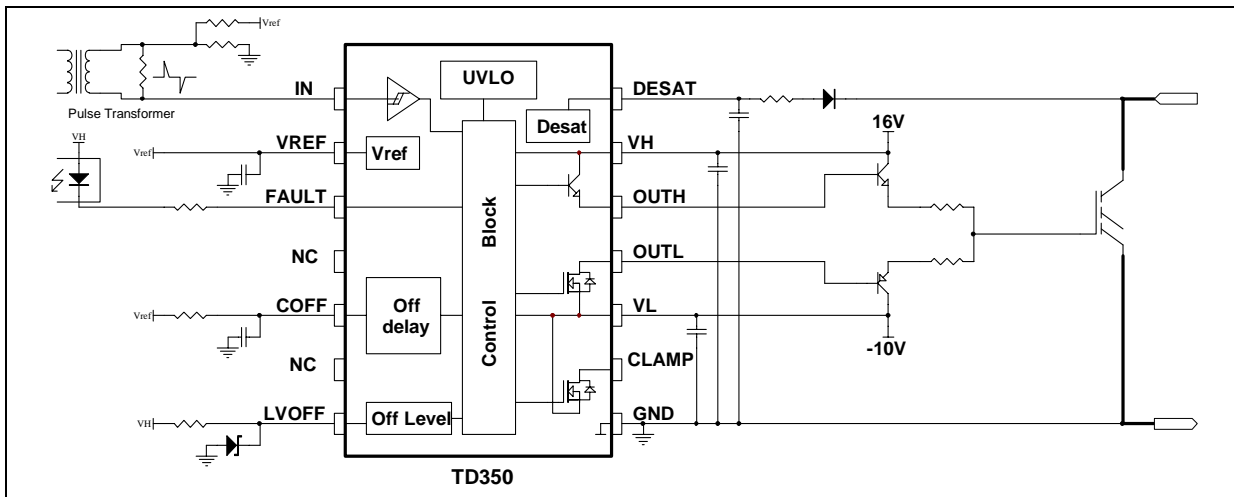 Vref
Pulse Transformer
IN
UVLO
DESAT
Desat
16V
VH
Vref
VREF
Vref
VH
FAULT
OUTH
Control Block
NC
OUTL
Vref
COFF
Off
delay
VL
-10V
NC
CLAMP
VH
LVOFF
Off Level
GND
TD350